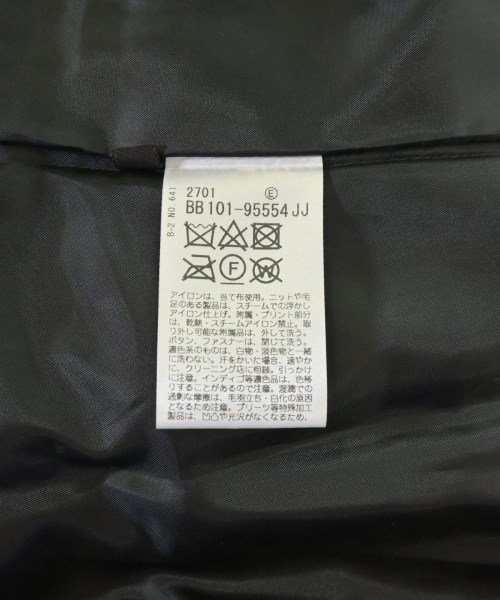 2701 Ⓔ
BB 101-95554 JJ
B-2 NO 641
F W
アイロンは、当て布使用。ニットや毛
足のある製品は、スチームでの浮かし
アイロン仕上げ。附属・プリント部分
は、乾熱・スチームアイロン禁止。取
り外し可能な附属品は、外して洗う。
ボタン、ファスナーは、閉じて洗う。
濃色系のものは、白物・淡色物と一緒
に洗わない。汗をかいた場合、速やか
に、クリーニング店に相談。引っかけ
に注意。インディゴ等濃色品は、色移
りすることがあるので注意。湿潤での
過剰な摩擦は、毛羽立ち・白化の原因
となるため注意。プリーツ等特殊加工
製品は、凹凸や光沢がなくなるため、